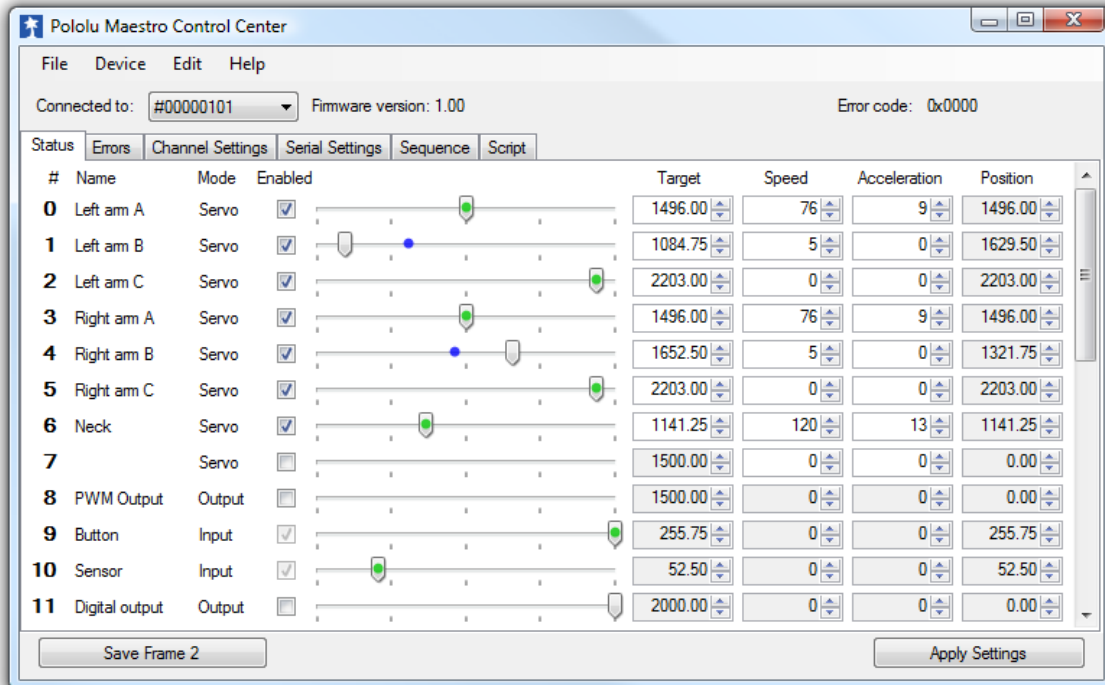 Pololu Maestro Control Center
File Device Edit Help
Connected to: #00000101 Firmware version: 1.00 Error code: 0x0000
Status Errors Channel Settings Serial Settings Sequence Script
# Name Mode Enabled Target Speed Acceleration Position
0 Left arm A Servo 1496.00 76 9 1496.00
1 Left arm B Servo 1084.75 5 0 1629.50
2 Left arm C Servo 2203.00 0 0 2203.00
3 Right arm A Servo 1496.00 76 9 1496.00
4 Right arm B Servo 1652.50 5 0 1321.75
5 Right arm C Servo 2203.00 0 0 2203.00
6 Neck Servo 1141.25 120 13 1141.25
7 Servo 1500.00 0 0 0.00
8 PWM Output Output 1500.00 0 0 0.00
9 Button Input 255.75 0 0 255.75
10 Sensor Input 52.50 0 0 52.50
11 Digital output Output 2000.00 0 0 0.00
Save Frame 2 Apply Settings